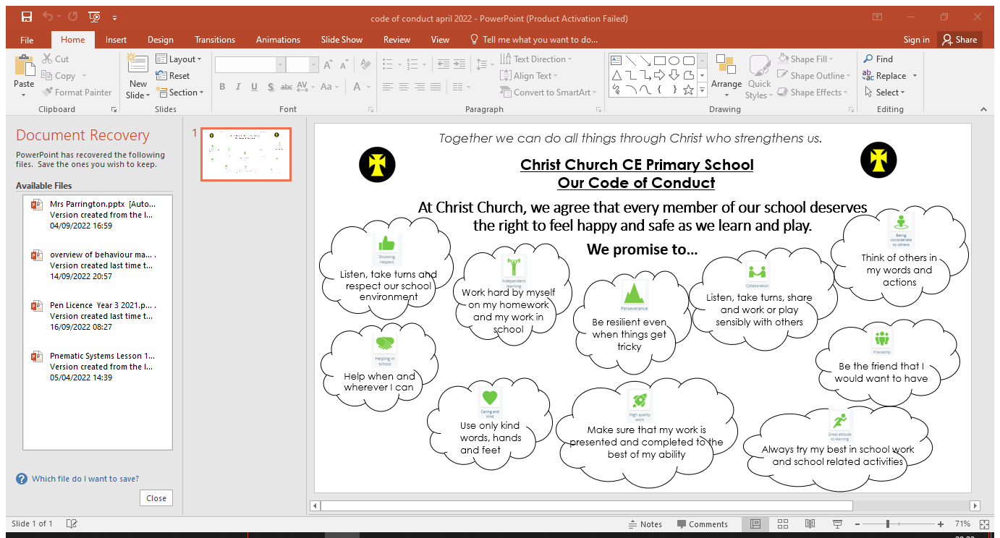 code of conduct april 2022 - PowerPoint (Product Activation Failed)
File Home Insert Design Transitions Animations Slide Show Review View Tell me what you want to do... Sign in Share
Paste
Cut
Copy
Format Painter
Clipboard
New Slide
Layout
Reset
Section
Slides
B I U S abc AV Aa A
Font
Text Direction
Align Text
Convert to SmartArt
Paragraph
Arrange
Quick Styles
Shape Fill
Shape Outline
Shape Effects
Drawing
Find
Replace
Select
Editing
Document Recovery
PowerPoint has recovered the following
files. Save the ones you wish to keep.
Available Files
Mrs Parrington.pptx [Auto...
Version created from the l...
04/09/2022 16:59
overview of behaviour ma... .
Version created last time t...
14/09/2022 20:57
Pen Licence Year 3 2021.p... .
Version created last time t...
16/09/2022 08:27
Pnematic Systems Lesson 1...
Version created from the l...
05/04/2022 14:39
Which file do I want to save?
Close
1
Together we can do all things through Christ who strengthens us.
Christ Church CE Primary School
Our Code of Conduct
At Christ Church, we agree that every member of our school deserves
the right to feel happy and safe as we learn and play.
We promise to...
Showing
respect
Listen, take turns and
respect our school
environment
Independent
learning
Work hard by myself
on my homework
and my work in
school
Perseverance
Be resilient even
when things get
tricky
Collaboration
Listen, take turns, share
and work or play
sensibly with others
Being
considerate
to others
Think of others in
my words and
actions
Helping in
school
Help when and
wherever I can
Caring and
kind
Use only kind
words, hands
and feet
High quality
work
Make sure that my work is
presented and completed to the
best of my ability
Friendship
Be the friend that I
would want to have
Great attitude
to learning
Always try my best in school work
and school related activities
Slide 1 of 1
Notes Comments 71%